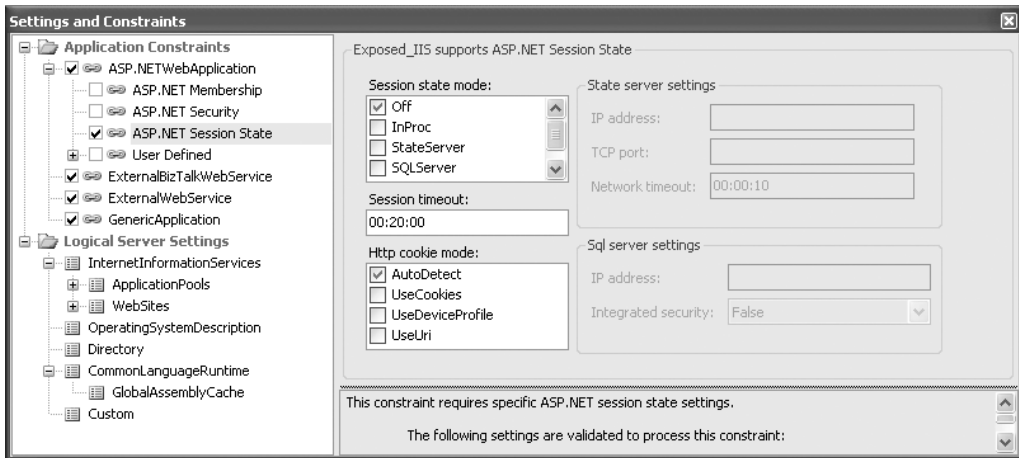 Settings and Constraints
Application Constraints
ASP.NETWebApplication
ASP.NET Membership
ASP.NET Security
ASP.NET Session State
User Defined
ExternalBizTalkWebService
ExternalWebService
GenericApplication
Logical Server Settings
InternetInformationServices
ApplicationPools
WebSites
OperatingSystemDescription
Directory
CommonLanguageRuntime
GlobalAssemblyCache
Custom
Exposed_IIS supports ASP.NET Session State
Session state mode:
Off
InProc
StateServer
SQLServer
Session timeout:
00:20:00
Http cookie mode:
AutoDetect
UseCookies
UseDeviceProfile
UseUri
State server settings
IP address:
TCP port:
Network timeout: 00:00:10
Sql server settings
IP address:
Integrated security: False
This constraint requires specific ASP.NET session state settings.
The following settings are validated to process this constraint: